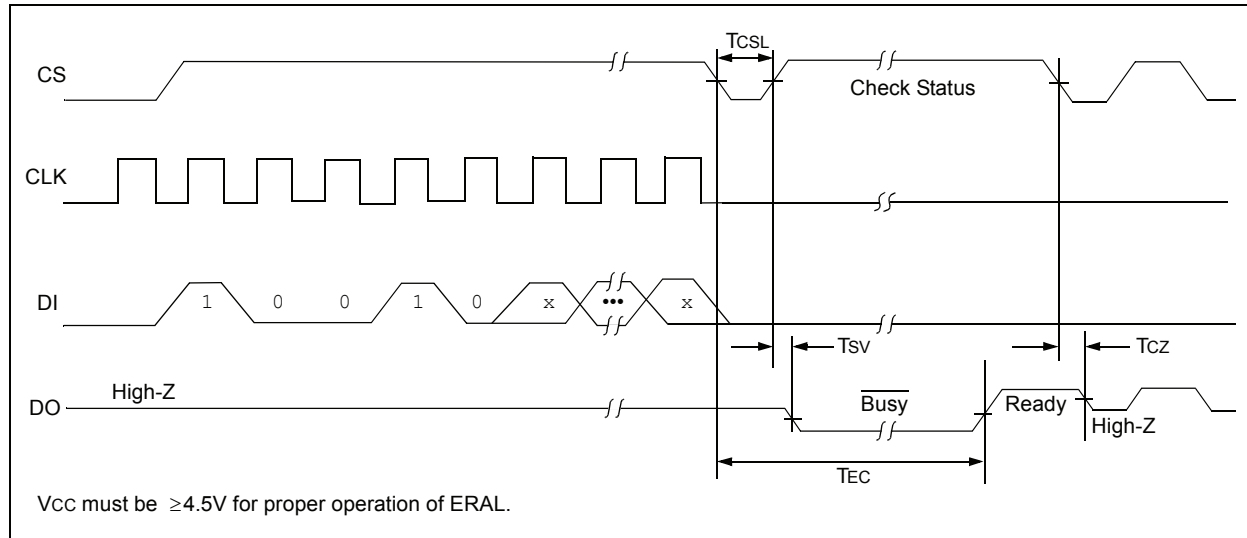 TCSL
CS
Check Status
CLK
DI
1 0 0 1 0 x ••• x
TSV
TCZ
High-Z
DO
Busy
Ready
High-Z
TEC
VCC must be ≥4.5V for proper operation of ERAL.